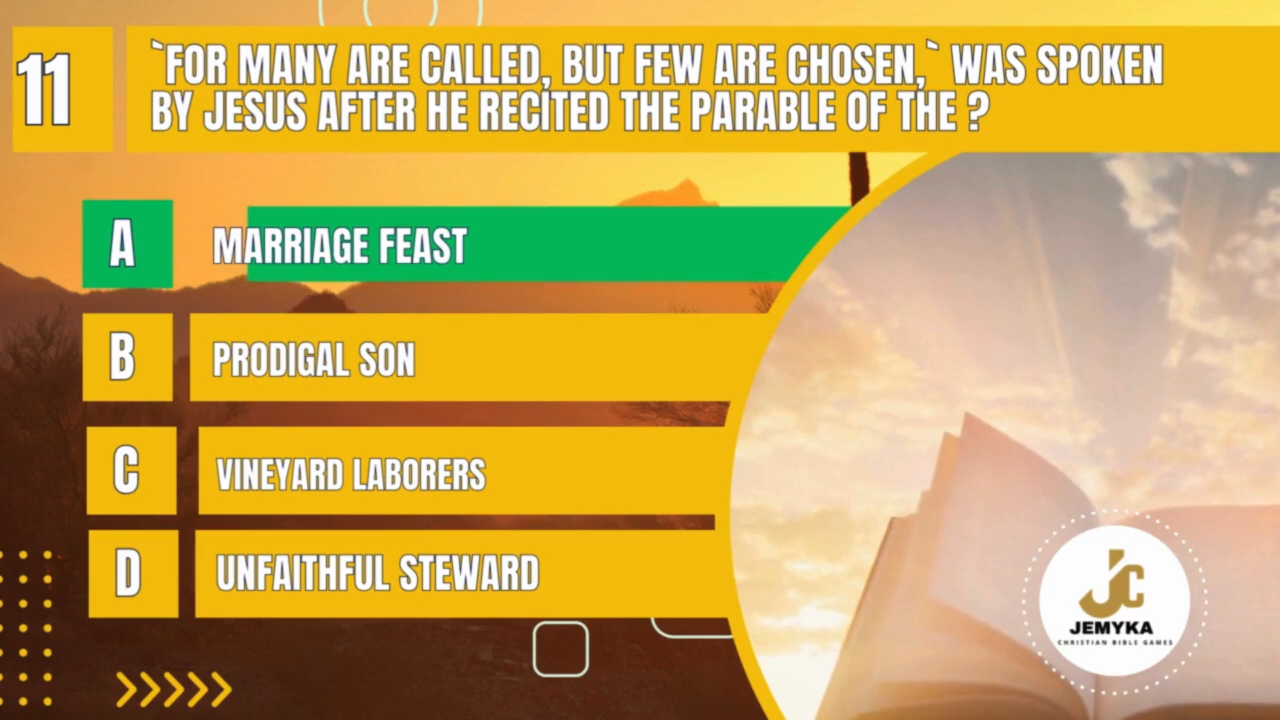 11
`FOR MANY ARE CALLED, BUT FEW ARE CHOSEN,` WAS SPOKEN
BY JESUS AFTER HE RECITED THE PARABLE OF THE ?
A
MARRIAGE FEAST
B
PRODIGAL SON
C
VINEYARD LABORERS
D
UNFAITHFUL STEWARD
JC
JEMYKA
CHRISTIAN BIBLE GAMES